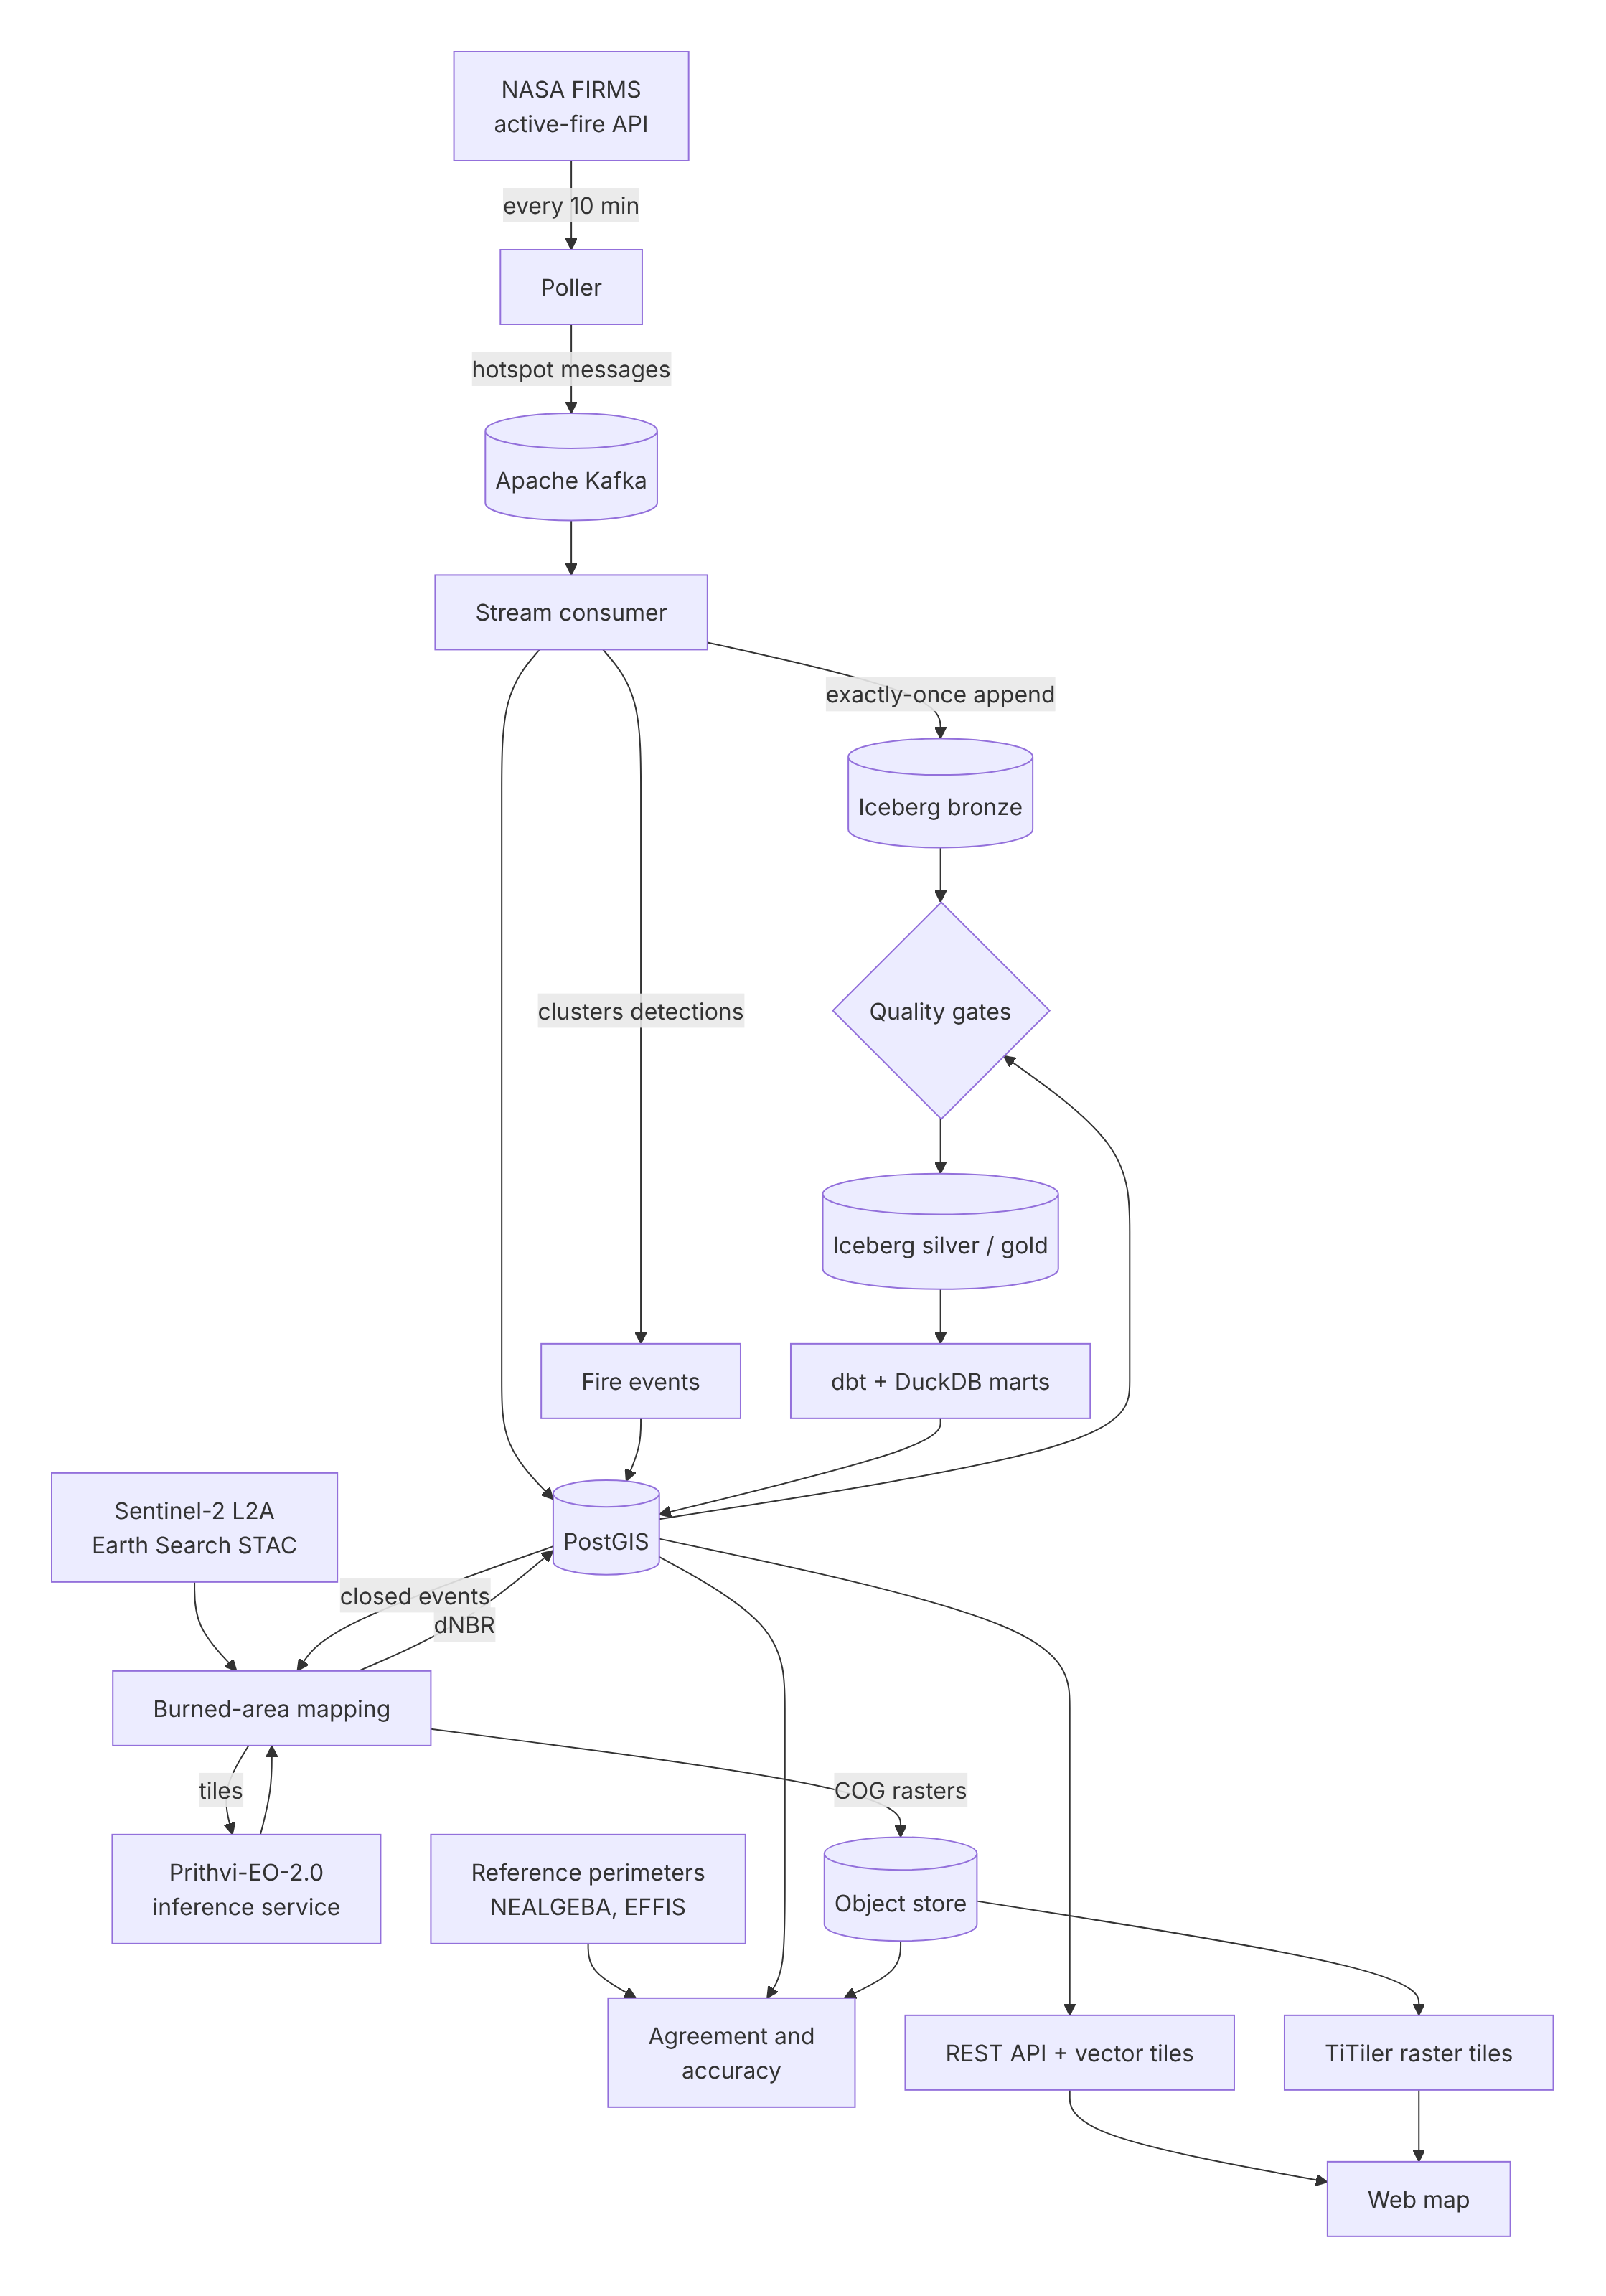 NASA FIRMS
active-fire API
every 10 min
Poller
hotspot messages
Apache Kafka
Stream consumer
exactly-once append
Iceberg bronze
clusters detections
Quality gates
Iceberg silver / gold
Fire events
dbt + DuckDB marts
Sentinel-2 L2A
Earth Search STAC
PostGIS
closed events
dNBR
Burned-area mapping
tiles
COG rasters
Prithvi-EO-2.0
inference service
Reference perimeters
NEALGEBA, EFFIS
Object store
Agreement and
accuracy
REST API + vector tiles
TiTiler raster tiles
Web map